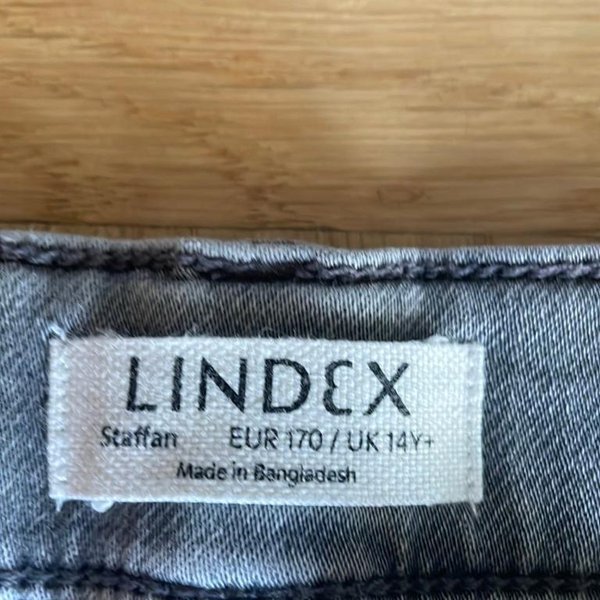 LINDEX
Staffan EUR 170 / UK 14Y+
Made in Bangladesh